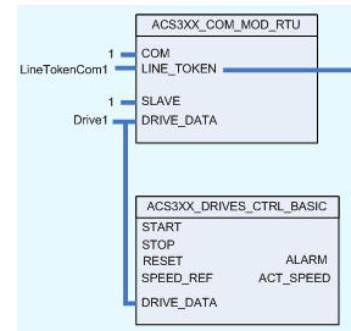 ACS3XX_COM_MOD_RTU
1 COM
LineTokenCom1 LINE_TOKEN
1 SLAVE
Drive1 DRIVE_DATA
ACS3XX_DRIVES_CTRL_BASIC
START
STOP
RESET ALARM
SPEED_REF ACT_SPEED
DRIVE_DATA